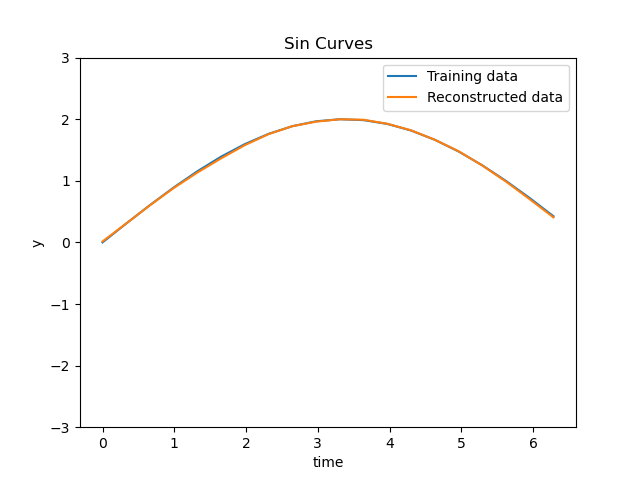 Sin Curves
Training data
Reconstructed data
3
2
1
0
−1
−2
−3
y
0 1 2 3 4 5 6
time